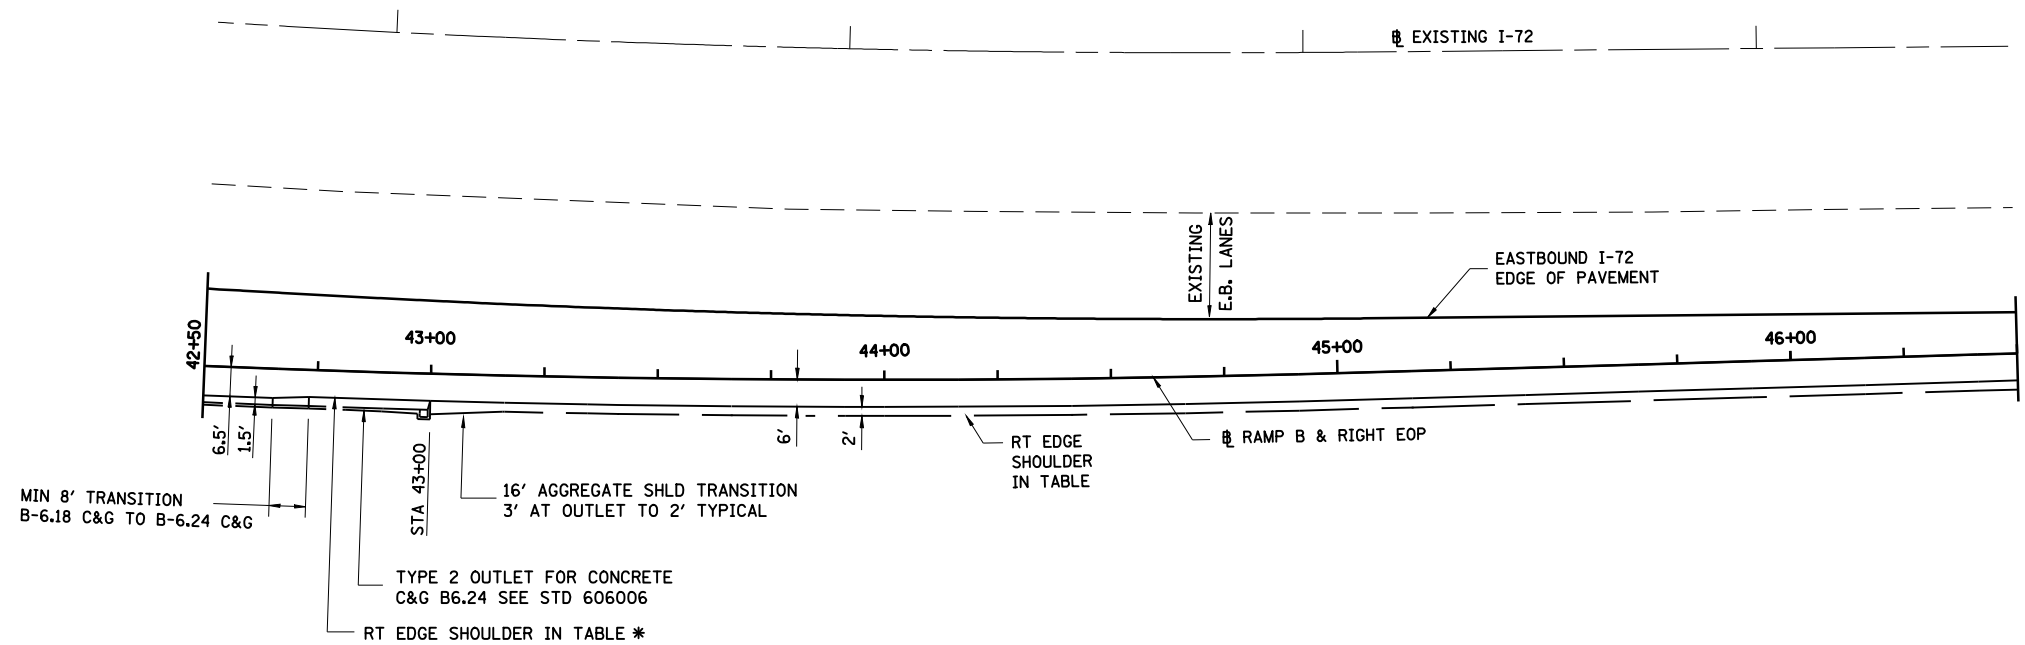 ℄ EXISTING I-72
EXISTING
E.B. LANES
EASTBOUND I-72
EDGE OF PAVEMENT
42+50
43+00
44+00
45+00
46+00
6.5'
1.5'
6'
2'
℄ RAMP B & RIGHT EOP
RT EDGE
SHOULDER
IN TABLE
STA 43+00
16' AGGREGATE SHLD TRANSITION
3' AT OUTLET TO 2' TYPICAL
MIN 8' TRANSITION
B-6.18 C&G TO B-6.24 C&G
TYPE 2 OUTLET FOR CONCRETE
C&G B6.24 SEE STD 606006
RT EDGE SHOULDER IN TABLE *